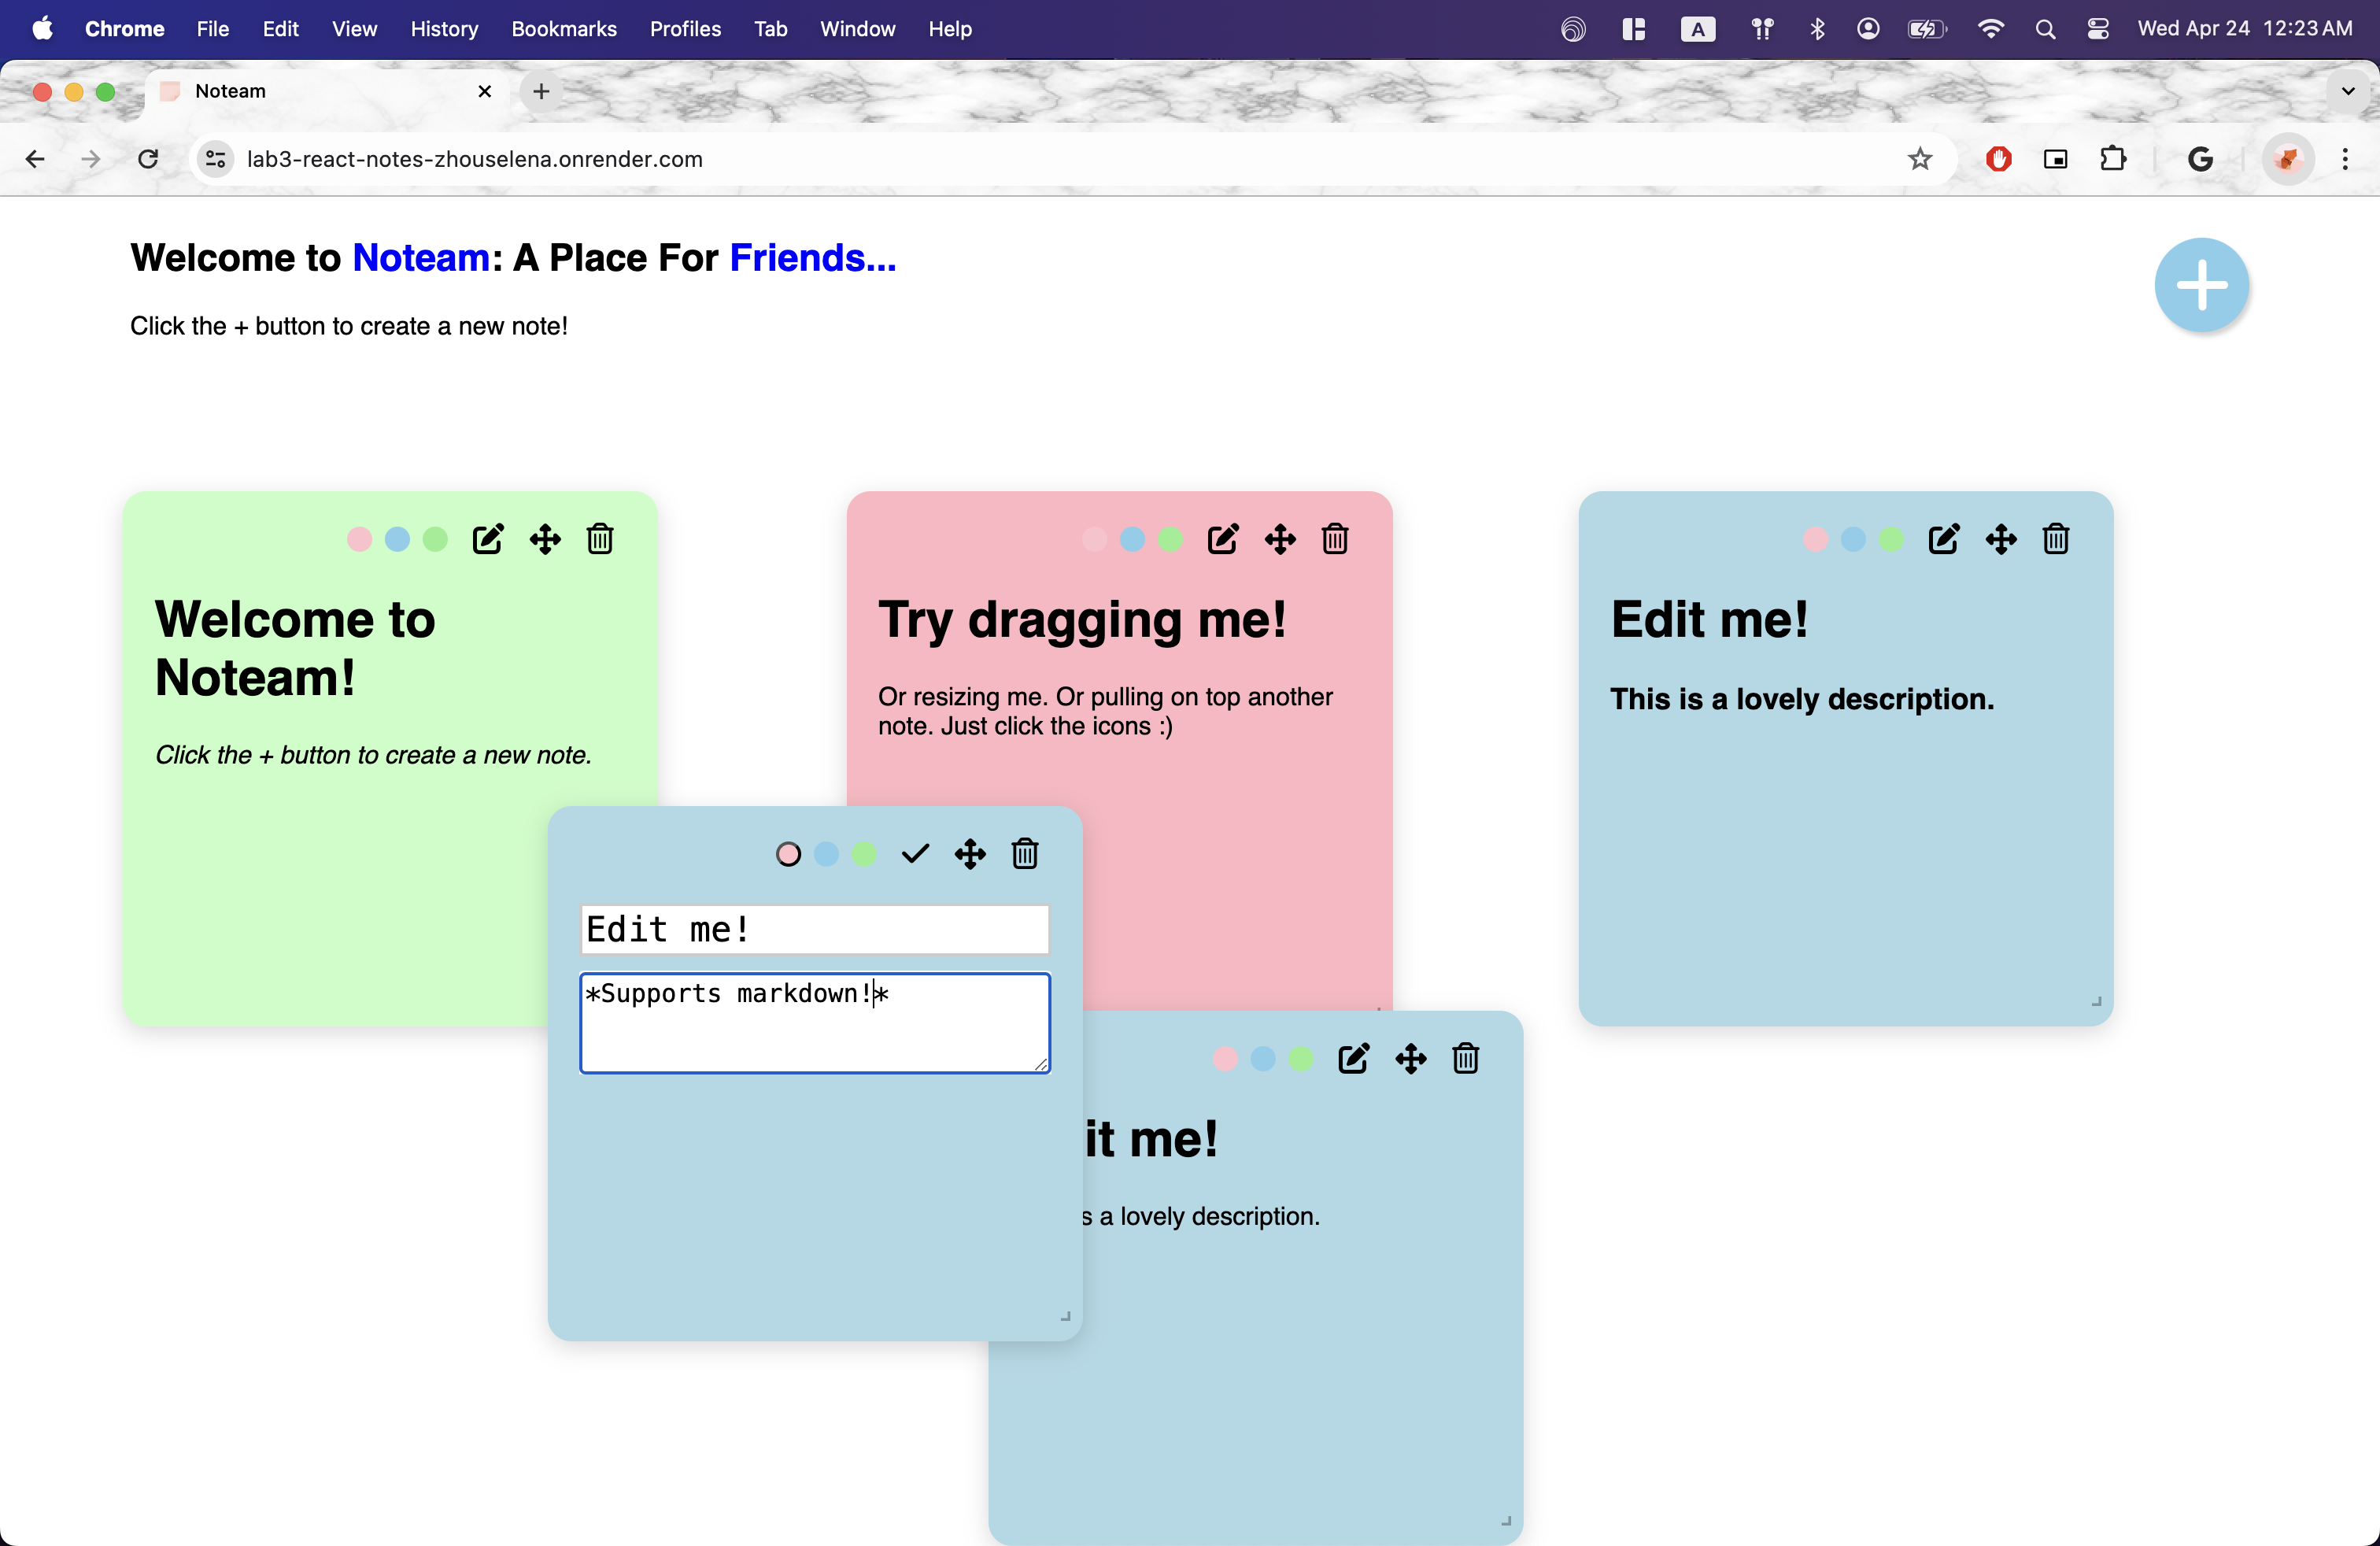 Chrome File Edit View History Bookmarks Profiles Tab Window Help A Wed Apr 24 12:23 AM
Noteam
lab3-react-notes-zhouselena.onrender.com
Welcome to Noteam: A Place For Friends...
Click the + button to create a new note!
Welcome to
Noteam!
Click the + button to create a new note.
Try dragging me!
Or resizing me. Or pulling on top another
note. Just click the icons :)
Edit me!
This is a lovely description.
Edit me!
*Supports markdown!*
it me!
s a lovely description.